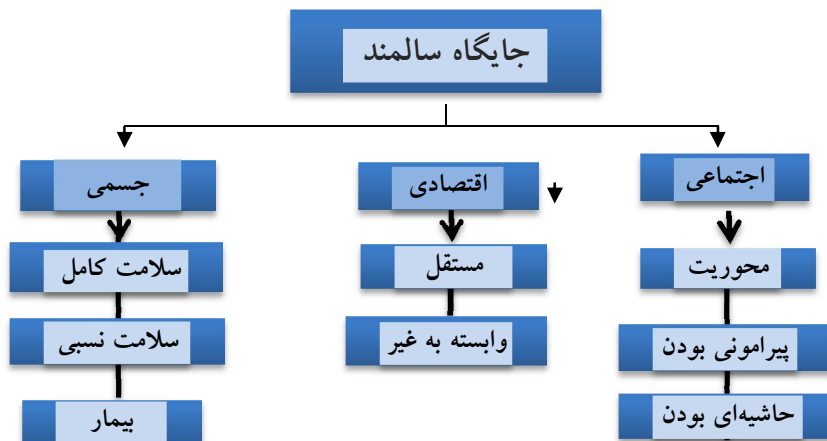 جایگاه سالمند
اجتماعی
اقتصادی
جسمی
محوریت
مستقل
سلامت کامل
پیرامونی بودن
وابسته به غیر
سلامت نسبی
حاشیه‌ای بودن
بیمار